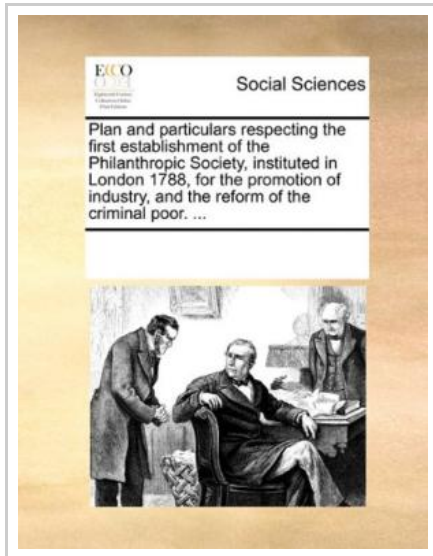 ECCO
Social Sciences
Plan and particulars respecting the
first establishment of the
Philanthropic Society, instituted in
London 1788, for the promotion of
industry, and the reform of the
criminal poor. ...